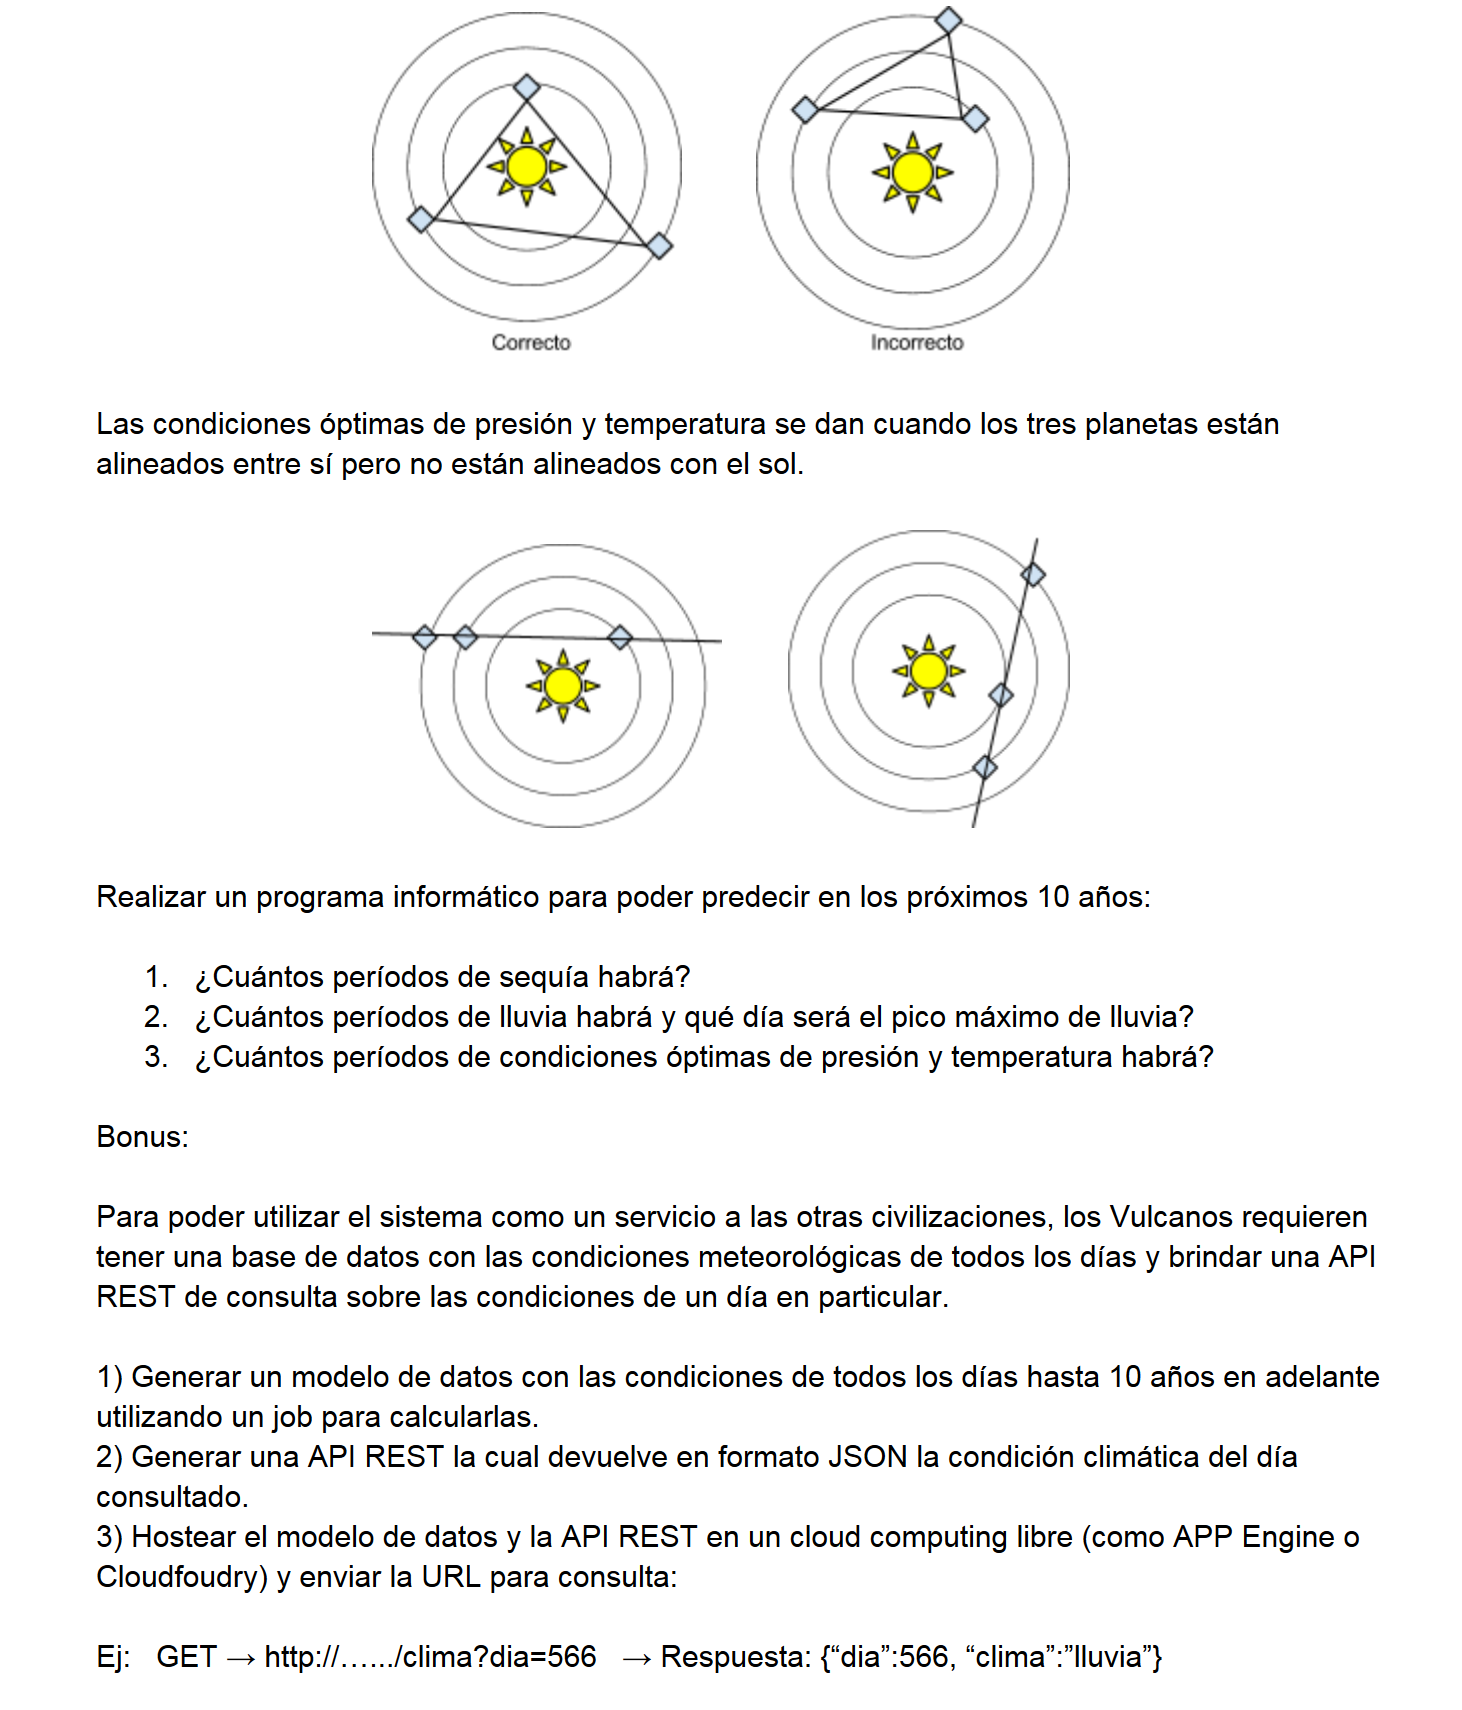 Correcto
Incorrecto
Las condiciones óptimas de presión y temperatura se dan cuando los tres planetas están
alineados entre sí pero no están alineados con el sol.
Realizar un programa informático para poder predecir en los próximos 10 años:
1. ¿Cuántos períodos de sequía habrá?
2. ¿Cuántos períodos de lluvia habrá y qué día será el pico máximo de lluvia?
3. ¿Cuántos períodos de condiciones óptimas de presión y temperatura habrá?
Bonus:
Para poder utilizar el sistema como un servicio a las otras civilizaciones, los Vulcanos requieren
tener una base de datos con las condiciones meteorológicas de todos los días y brindar una API
REST de consulta sobre las condiciones de un día en particular.
1) Generar un modelo de datos con las condiciones de todos los días hasta 10 años en adelante
utilizando un job para calcularlas.
2) Generar una API REST la cual devuelve en formato JSON la condición climática del día
consultado.
3) Hostear el modelo de datos y la API REST en un cloud computing libre (como APP Engine o
Cloudfoudry) y enviar la URL para consulta:
Ej: GET → http://....../clima?dia=566 → Respuesta: {“dia”:566, “clima”:”lluvia”}